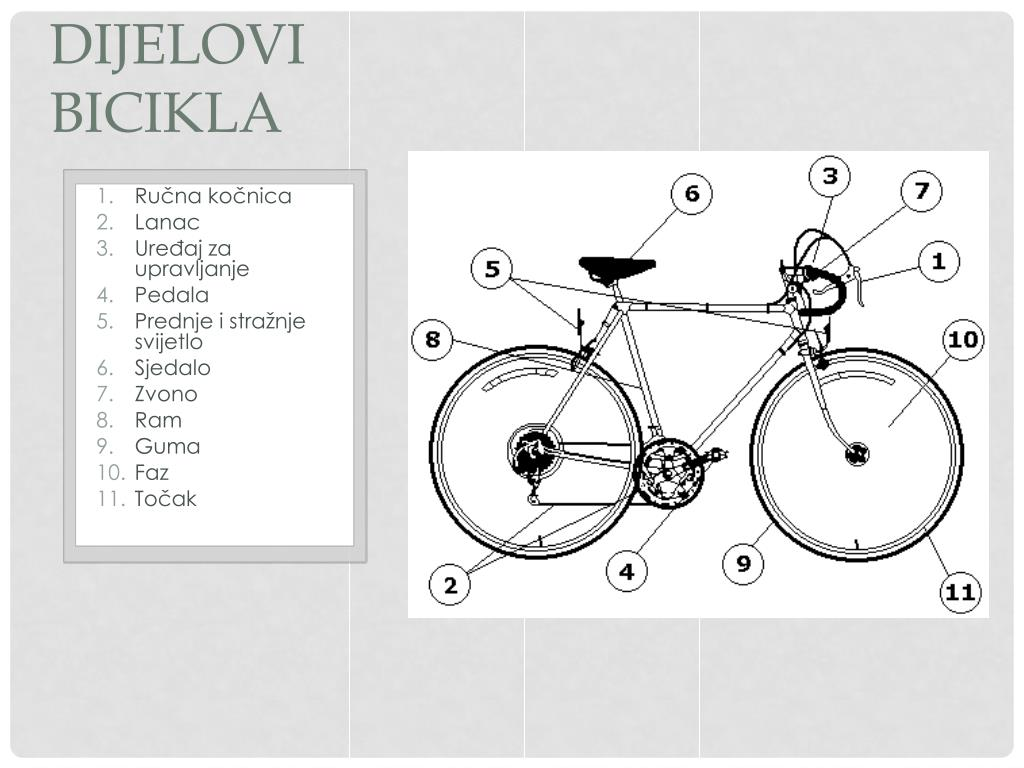 DIJELOVI
BICIKLA
1. Ručna kočnica
2. Lanac
3. Uređaj za
upravljanje
4. Pedala
5. Prednje i stražnje
svijetlo
6. Sjedalo
7. Zvono
8. Ram
9. Guma
10. Faz
11. Točak
3
6
7
1
5
8
10
9
4
2
11